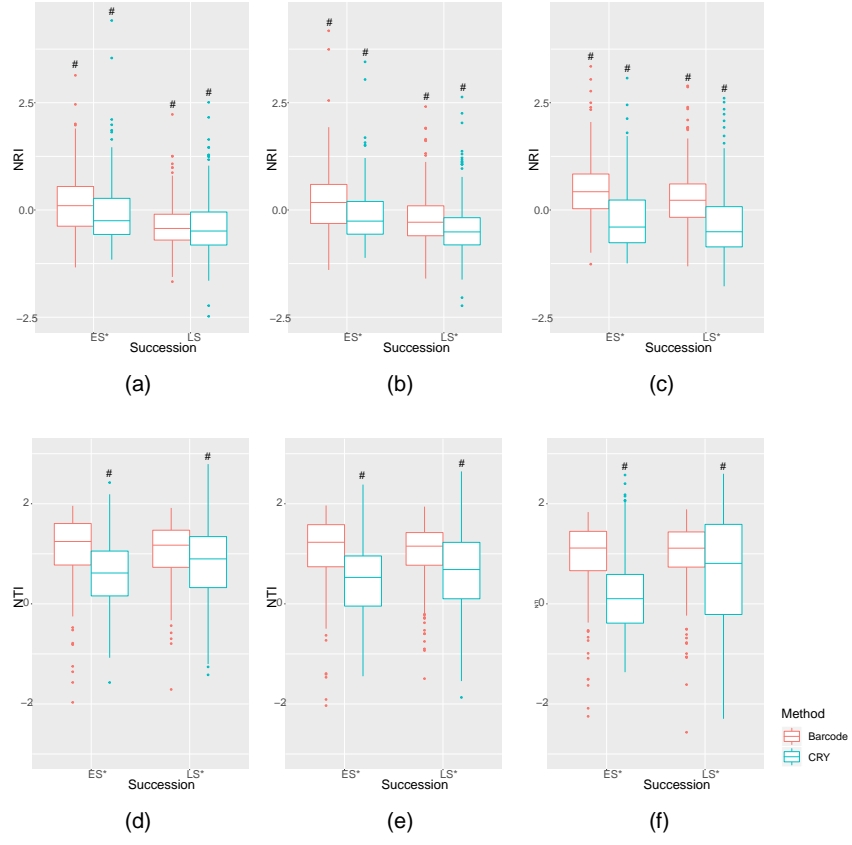 # # # #
NRI
2.5
0.0
−2.5
ES* LS
Succession
(a)
# # # #
NRI
2.5
0.0
−2.5
ES* LS*
Succession
(b)
# # # #
NRI
2.5
0.0
−2.5
ES* LS*
Succession
(c)
# #
NTI
2
0
−2
ES* LS*
Succession
(d)
# #
NTI
2
0
−2
ES* LS*
Succession
(e)
# #
2
0
−2
ES* LS*
Succession
(f)
Method
Barcode
CRY